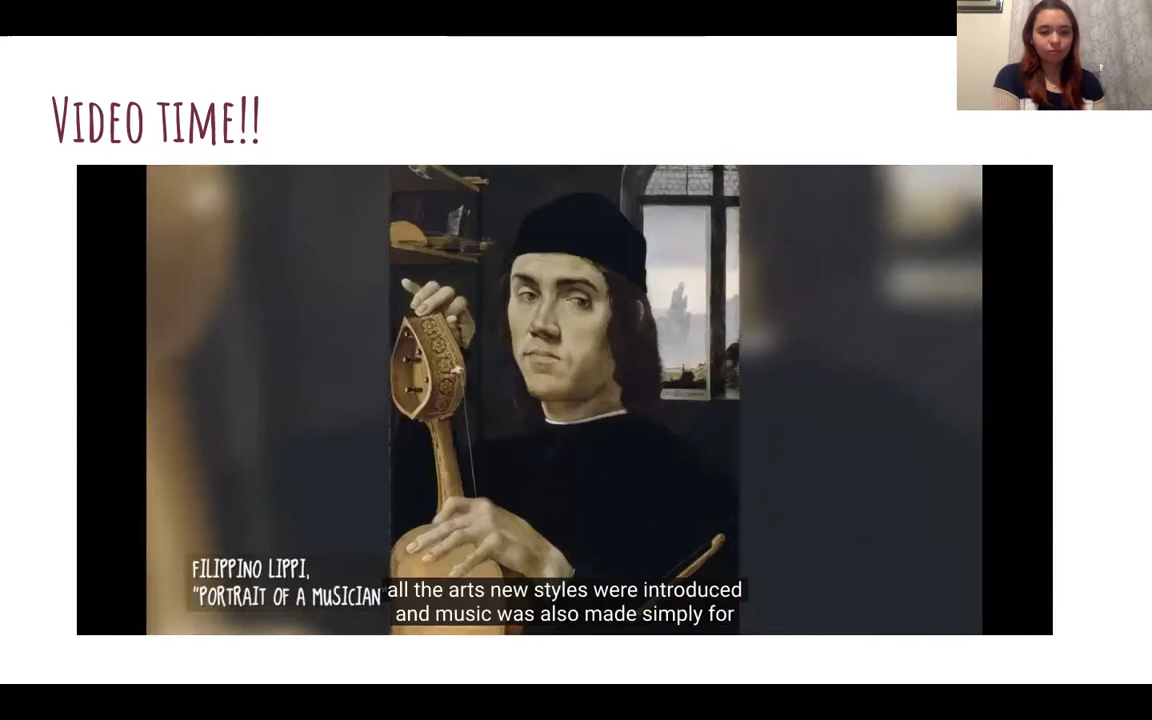 VIDEO TIME!!
FILIPPINO LIPPI,
"PORTRAIT OF A MUSICIAN"
all the arts new styles were introduced
and music was also made simply for